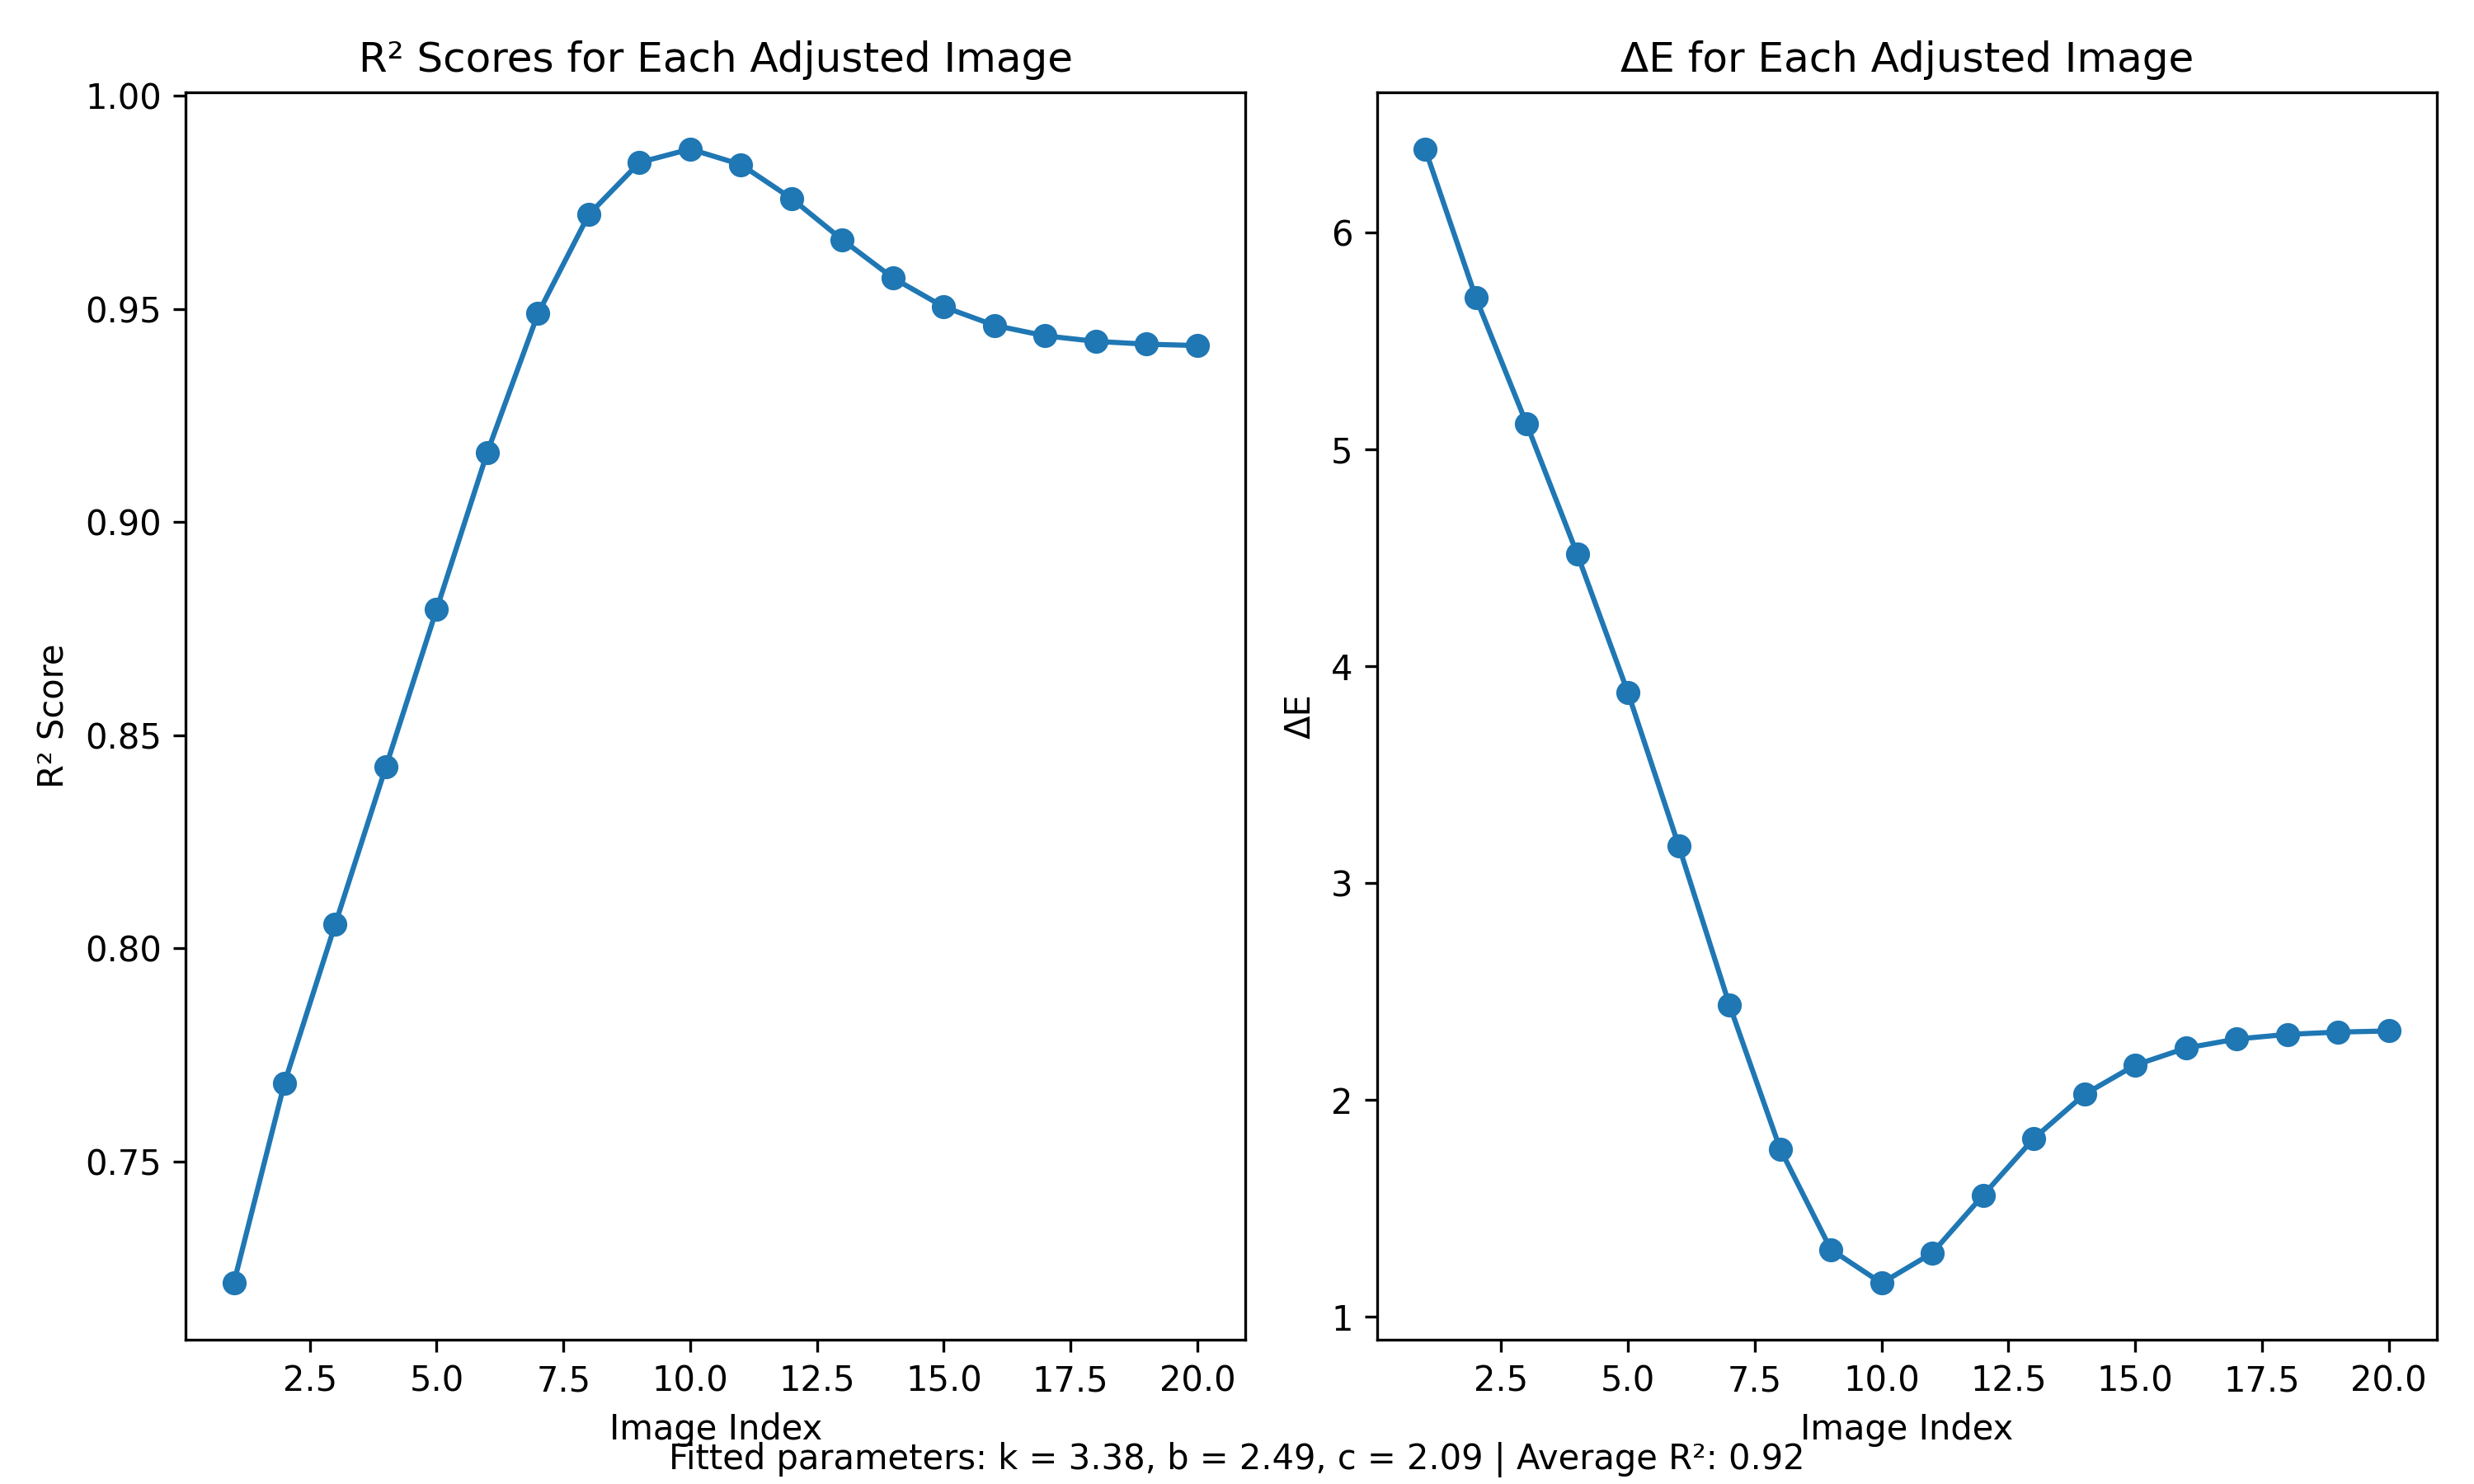 R² Scores for Each Adjusted Image
1.00
0.95
0.90
0.85
0.80
0.75
R² Score
2.5 5.0 7.5 10.0 12.5 15.0 17.5 20.0
Image Index
ΔE for Each Adjusted Image
6
5
4
3
2
1
ΔE
2.5 5.0 7.5 10.0 12.5 15.0 17.5 20.0
Image Index
Fitted parameters: k = 3.38, b = 2.49, c = 2.09 | Average R²: 0.92